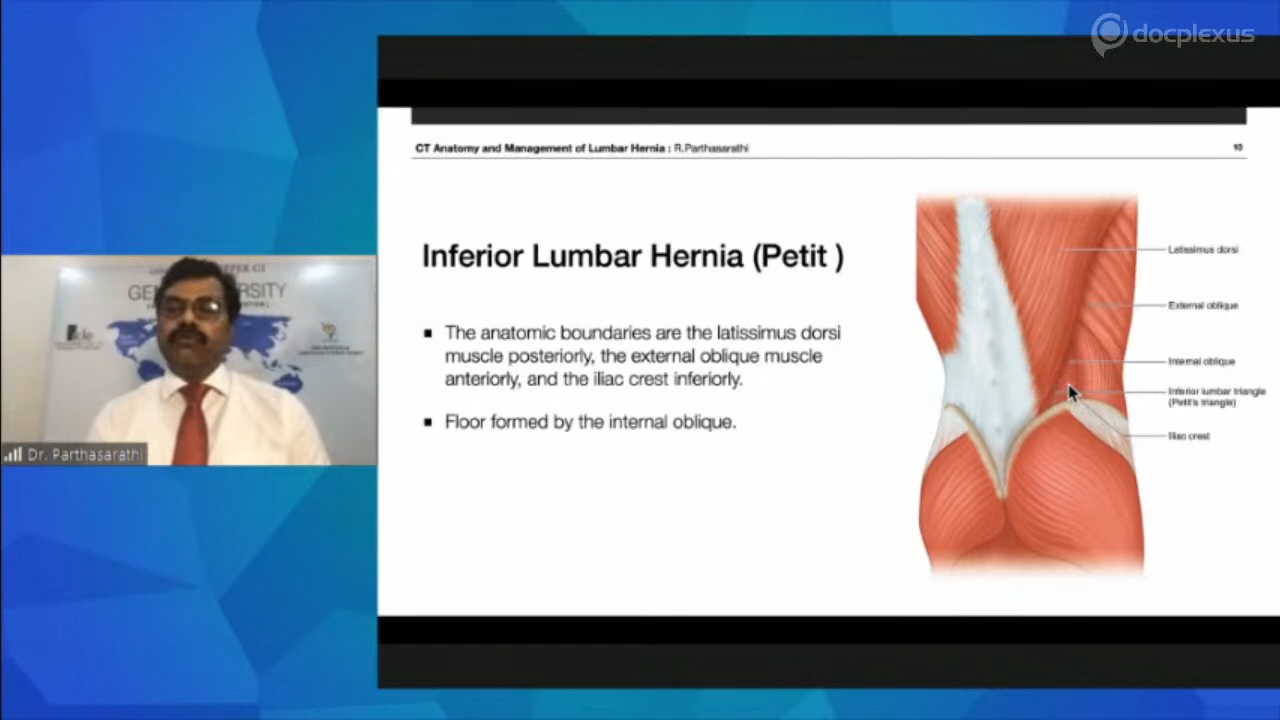 docplexus
CT Anatomy and Management of Lumbar Hernia : R.Parthasarathi
10
Inferior Lumbar Hernia (Petit )
▪ The anatomic boundaries are the latissimus dorsi
muscle posteriorly, the external oblique muscle
anteriorly, and the iliac crest inferiorly.
▪ Floor formed by the internal oblique.
Latissimus dorsi
External oblique
Internal oblique
Inferior lumbar triangle
(Petit's triangle)
Iliac crest
Dr. Parthasarathi